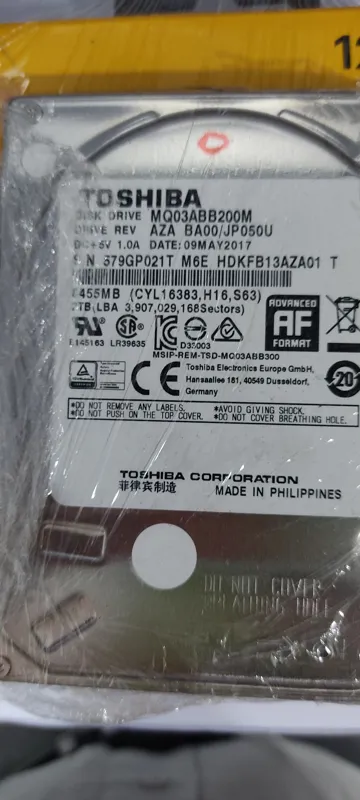 TOSHIBA
DISK DRIVE MQ03ABB200M
DRIVE REV AZA BA00/JP050U
DC+5V 1.0A DATE:09MAY2017
S/N 579GP021T M6E HDKFB13AZA01 T
8455MB (CYL16383,H16,S63)
2TB(LBA 3,907,029,168Sectors)
ADVANCED
AF
FORMAT
E145163 LR39635
D33003
MSIP-REM-TSD-MQ03ABB300
Toshiba Electronics Europe GmbH,
Hansaallee 181, 40549 Dusseldorf,
Germany
CE
20
*DO NOT REMOVE ANY LABELS. *AVOID GIVING SHOCK.
*DO NOT PUSH ON THE TOP COVER. *DO NOT COVER BREATHING HOLE.
TOSHIBA CORPORATION
菲律宾制造 MADE IN PHILIPPINES
DO NOT COVER
BREATHING HOLE